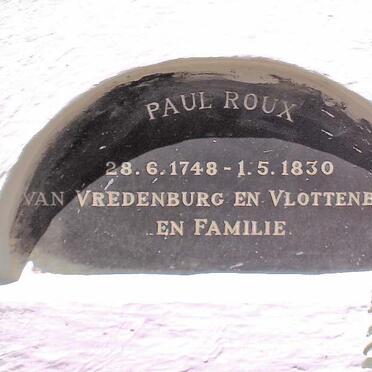 PAUL ROUX
28.6.1748 - 1.5.1830
VAN VREDENBURG EN VLOTTENB
EN FAMILIE